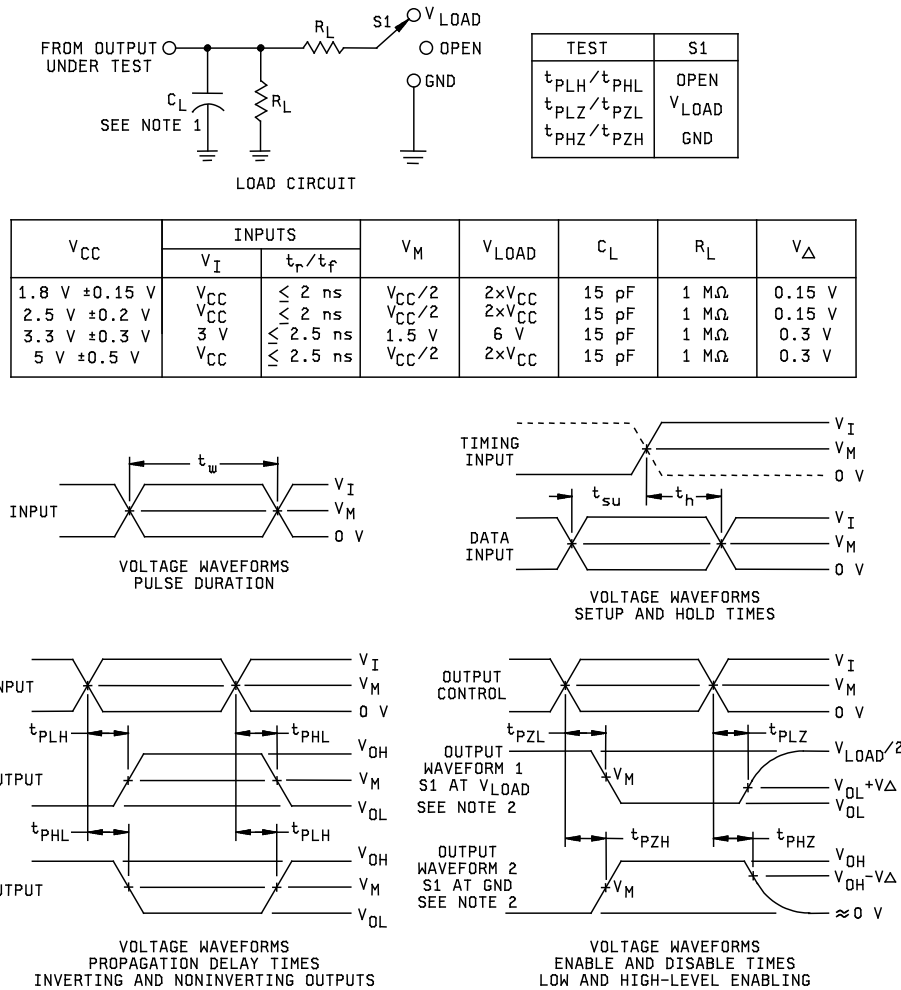 FROM OUTPUT
UNDER TEST
R_L
S1
V_LOAD
OPEN
GND
C_L
SEE NOTE 1
R_L
LOAD CIRCUIT
TEST S1
t_PLH/t_PHL OPEN
t_PLZ/t_PZL V_LOAD
t_PHZ/t_PZH GND
V_CC INPUTS V_M V_LOAD C_L R_L V_Δ
V_I t_r/t_f
1.8 V ±0.15 V V_CC ≤ 2 ns V_CC/2 2×V_CC 15 pF 1 MΩ 0.15 V
2.5 V ±0.2 V V_CC ≤ 2 ns V_CC/2 2×V_CC 15 pF 1 MΩ 0.15 V
3.3 V ±0.3 V 3 V ≤ 2.5 ns 1.5 V 6 V 15 pF 1 MΩ 0.3 V
5 V ±0.5 V V_CC ≤ 2.5 ns V_CC/2 2×V_CC 15 pF 1 MΩ 0.3 V
t_w
INPUT
V_I
V_M
0 V
VOLTAGE WAVEFORMS
PULSE DURATION
TIMING
INPUT
V_I
V_M
0 V
t_su
t_h
DATA
INPUT
V_I
V_M
0 V
VOLTAGE WAVEFORMS
SETUP AND HOLD TIMES
NPUT
V_I
V_M
0 V
t_PLH
t_PHL
UTPUT
V_OH
V_M
V_OL
t_PHL
t_PLH
UTPUT
V_OH
V_M
V_OL
VOLTAGE WAVEFORMS
PROPAGATION DELAY TIMES
INVERTING AND NONINVERTING OUTPUTS
OUTPUT
CONTROL
V_I
V_M
0 V
t_PZL
t_PLZ
OUTPUT
WAVEFORM 1
S1 AT V_LOAD
SEE NOTE 2
V_M
V_LOAD/2
V_OL+V_Δ
V_OL
t_PZH
t_PHZ
OUTPUT
WAVEFORM 2
S1 AT GND
SEE NOTE 2
V_M
V_OH
V_OH-V_Δ
≈0 V
VOLTAGE WAVEFORMS
ENABLE AND DISABLE TIMES
LOW AND HIGH-LEVEL ENABLING